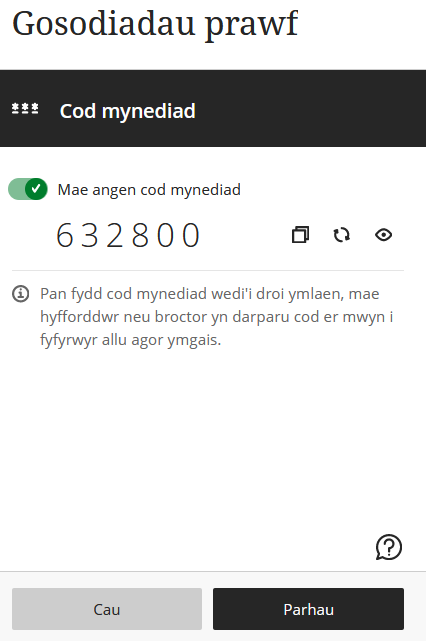 Gosodiadau prawf
Cod mynediad
Mae angen cod mynediad
632800
Pan fydd cod mynediad wedi'i droi ymlaen, mae
hyfforddwr neu broctor yn darparu cod er mwyn i
fyfyrwyr allu agor ymgais.
Cau
Parhau